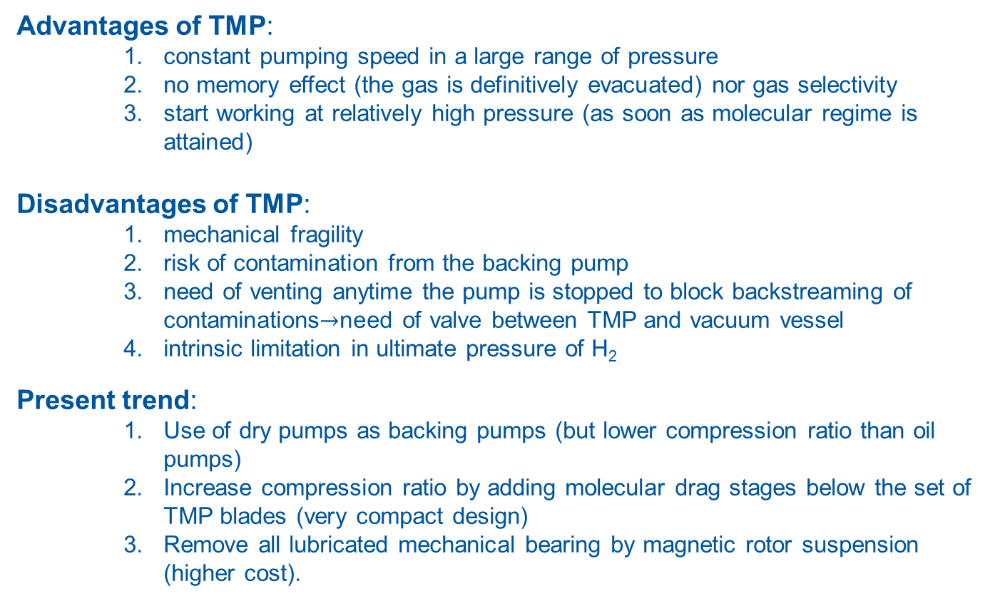 Advantages of TMP:
1. constant pumping speed in a large range of pressure
2. no memory effect (the gas is definitively evacuated) nor gas selectivity
3. start working at relatively high pressure (as soon as molecular regime is
attained)
Disadvantages of TMP:
1. mechanical fragility
2. risk of contamination from the backing pump
3. need of venting anytime the pump is stopped to block backstreaming of
contaminations→need of valve between TMP and vacuum vessel
4. intrinsic limitation in ultimate pressure of H₂
Present trend:
1. Use of dry pumps as backing pumps (but lower compression ratio than oil
pumps)
2. Increase compression ratio by adding molecular drag stages below the set of
TMP blades (very compact design)
3. Remove all lubricated mechanical bearing by magnetic rotor suspension
(higher cost).